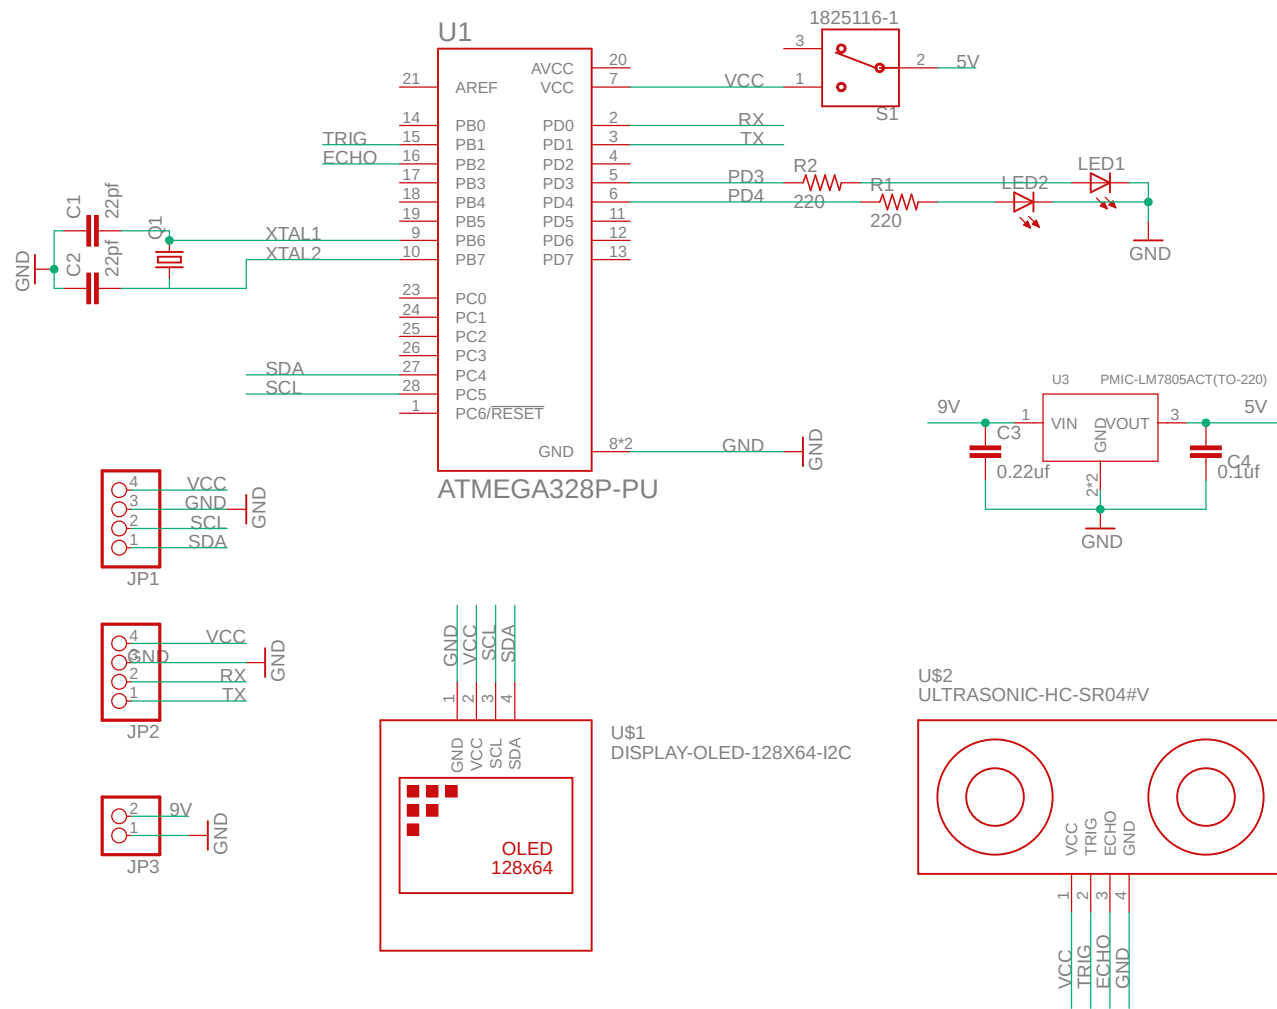 1825116-1
3
1
2
5V
S1
U1
21
AREF
14
PB0
TRIG
15
PB1
ECHO
16
PB2
17
PB3
18
PB4
19
PB5
XTAL1
9
PB6
XTAL2
10
PB7
23
PC0
24
PC1
25
PC2
26
PC3
SDA
27
PC4
SCL
28
PC5
1
PC6/RESET
AVCC
20
VCC
7
VCC
PD0
2
RX
PD1
3
TX
PD2
4
PD3
5
PD3
PD4
6
PD4
PD5
11
PD6
12
PD7
13
GND
8*2
GND
GND
ATMEGA328P-PU
R2
220
R1
220
LED1
LED2
GND
C1
22pf
C2
22pf
Q1
GND
U3
PMIC-LM7805ACT(TO-220)
9V
1
VIN
GND
VOUT
3
5V
C3
0.22uf
2*2
C4
0.1uf
GND
4
VCC
3
GND
2
SCL
1
SDA
GND
JP1
4
VCC
3
GND
2
RX
1
TX
GND
JP2
2
9V
1
GND
JP3
GND
VCC
SCL
SDA
1
2
3
4
GND
VCC
SCL
SDA
OLED
128x64
U$1
DISPLAY-OLED-128X64-I2C
U$2
ULTRASONIC-HC-SR04#V
VCC
TRIG
ECHO
GND
1
2
3
4
VCC
TRIG
ECHO
GND